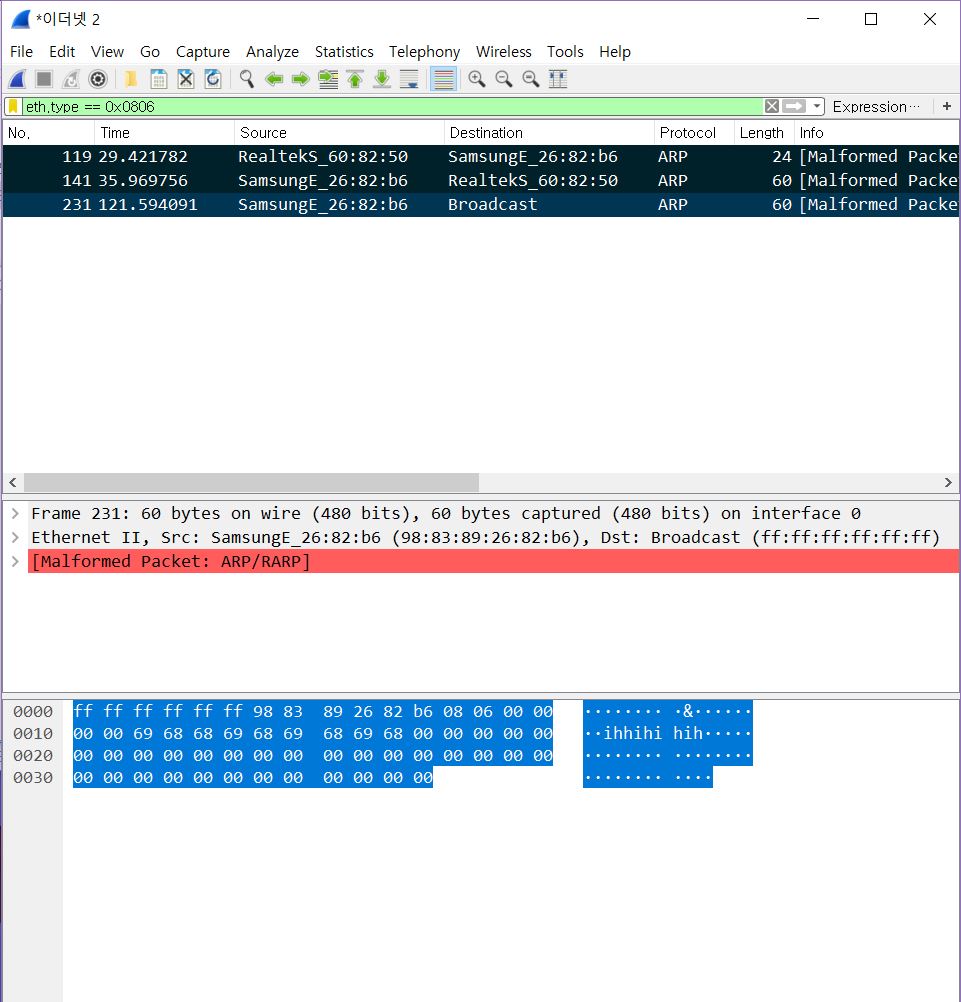 *이더넷 2
File Edit View Go Capture Analyze Statistics Telephony Wireless Tools Help
eth.type == 0x0806 Expression… +
No. Time Source Destination Protocol Length Info
119 29.421782 RealtekS_60:82:50 SamsungE_26:82:b6 ARP 24 [Malformed Packe
141 35.969756 SamsungE_26:82:b6 RealtekS_60:82:50 ARP 60 [Malformed Packe
231 121.594091 SamsungE_26:82:b6 Broadcast ARP 60 [Malformed Packe
Frame 231: 60 bytes on wire (480 bits), 60 bytes captured (480 bits) on interface 0
Ethernet II, Src: SamsungE_26:82:b6 (98:83:89:26:82:b6), Dst: Broadcast (ff:ff:ff:ff:ff:ff)
[Malformed Packet: ARP/RARP]
0000 ff ff ff ff ff ff 98 83 89 26 82 b6 08 06 00 00 ········ ·&······
0010 00 00 69 68 68 69 68 69 68 69 68 00 00 00 00 00 ··ihhihi hih·····
0020 00 00 00 00 00 00 00 00 00 00 00 00 00 00 00 00 ········ ········
0030 00 00 00 00 00 00 00 00 00 00 00 00 ········ ····